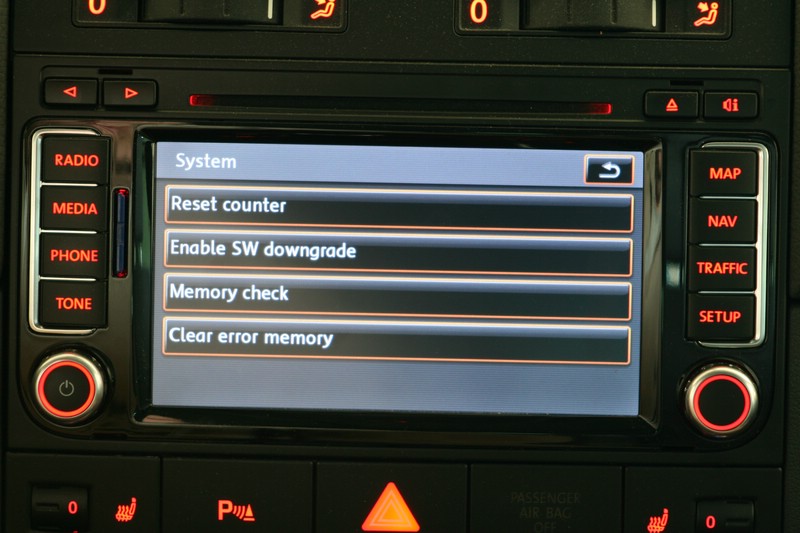 0
0
RADIO
MEDIA
PHONE
TONE
System
Reset counter
Enable SW downgrade
Memory check
Clear error memory
MAP
NAV
TRAFFIC
SETUP
0
P
PASSENGER
AIR BAG
OFF
0